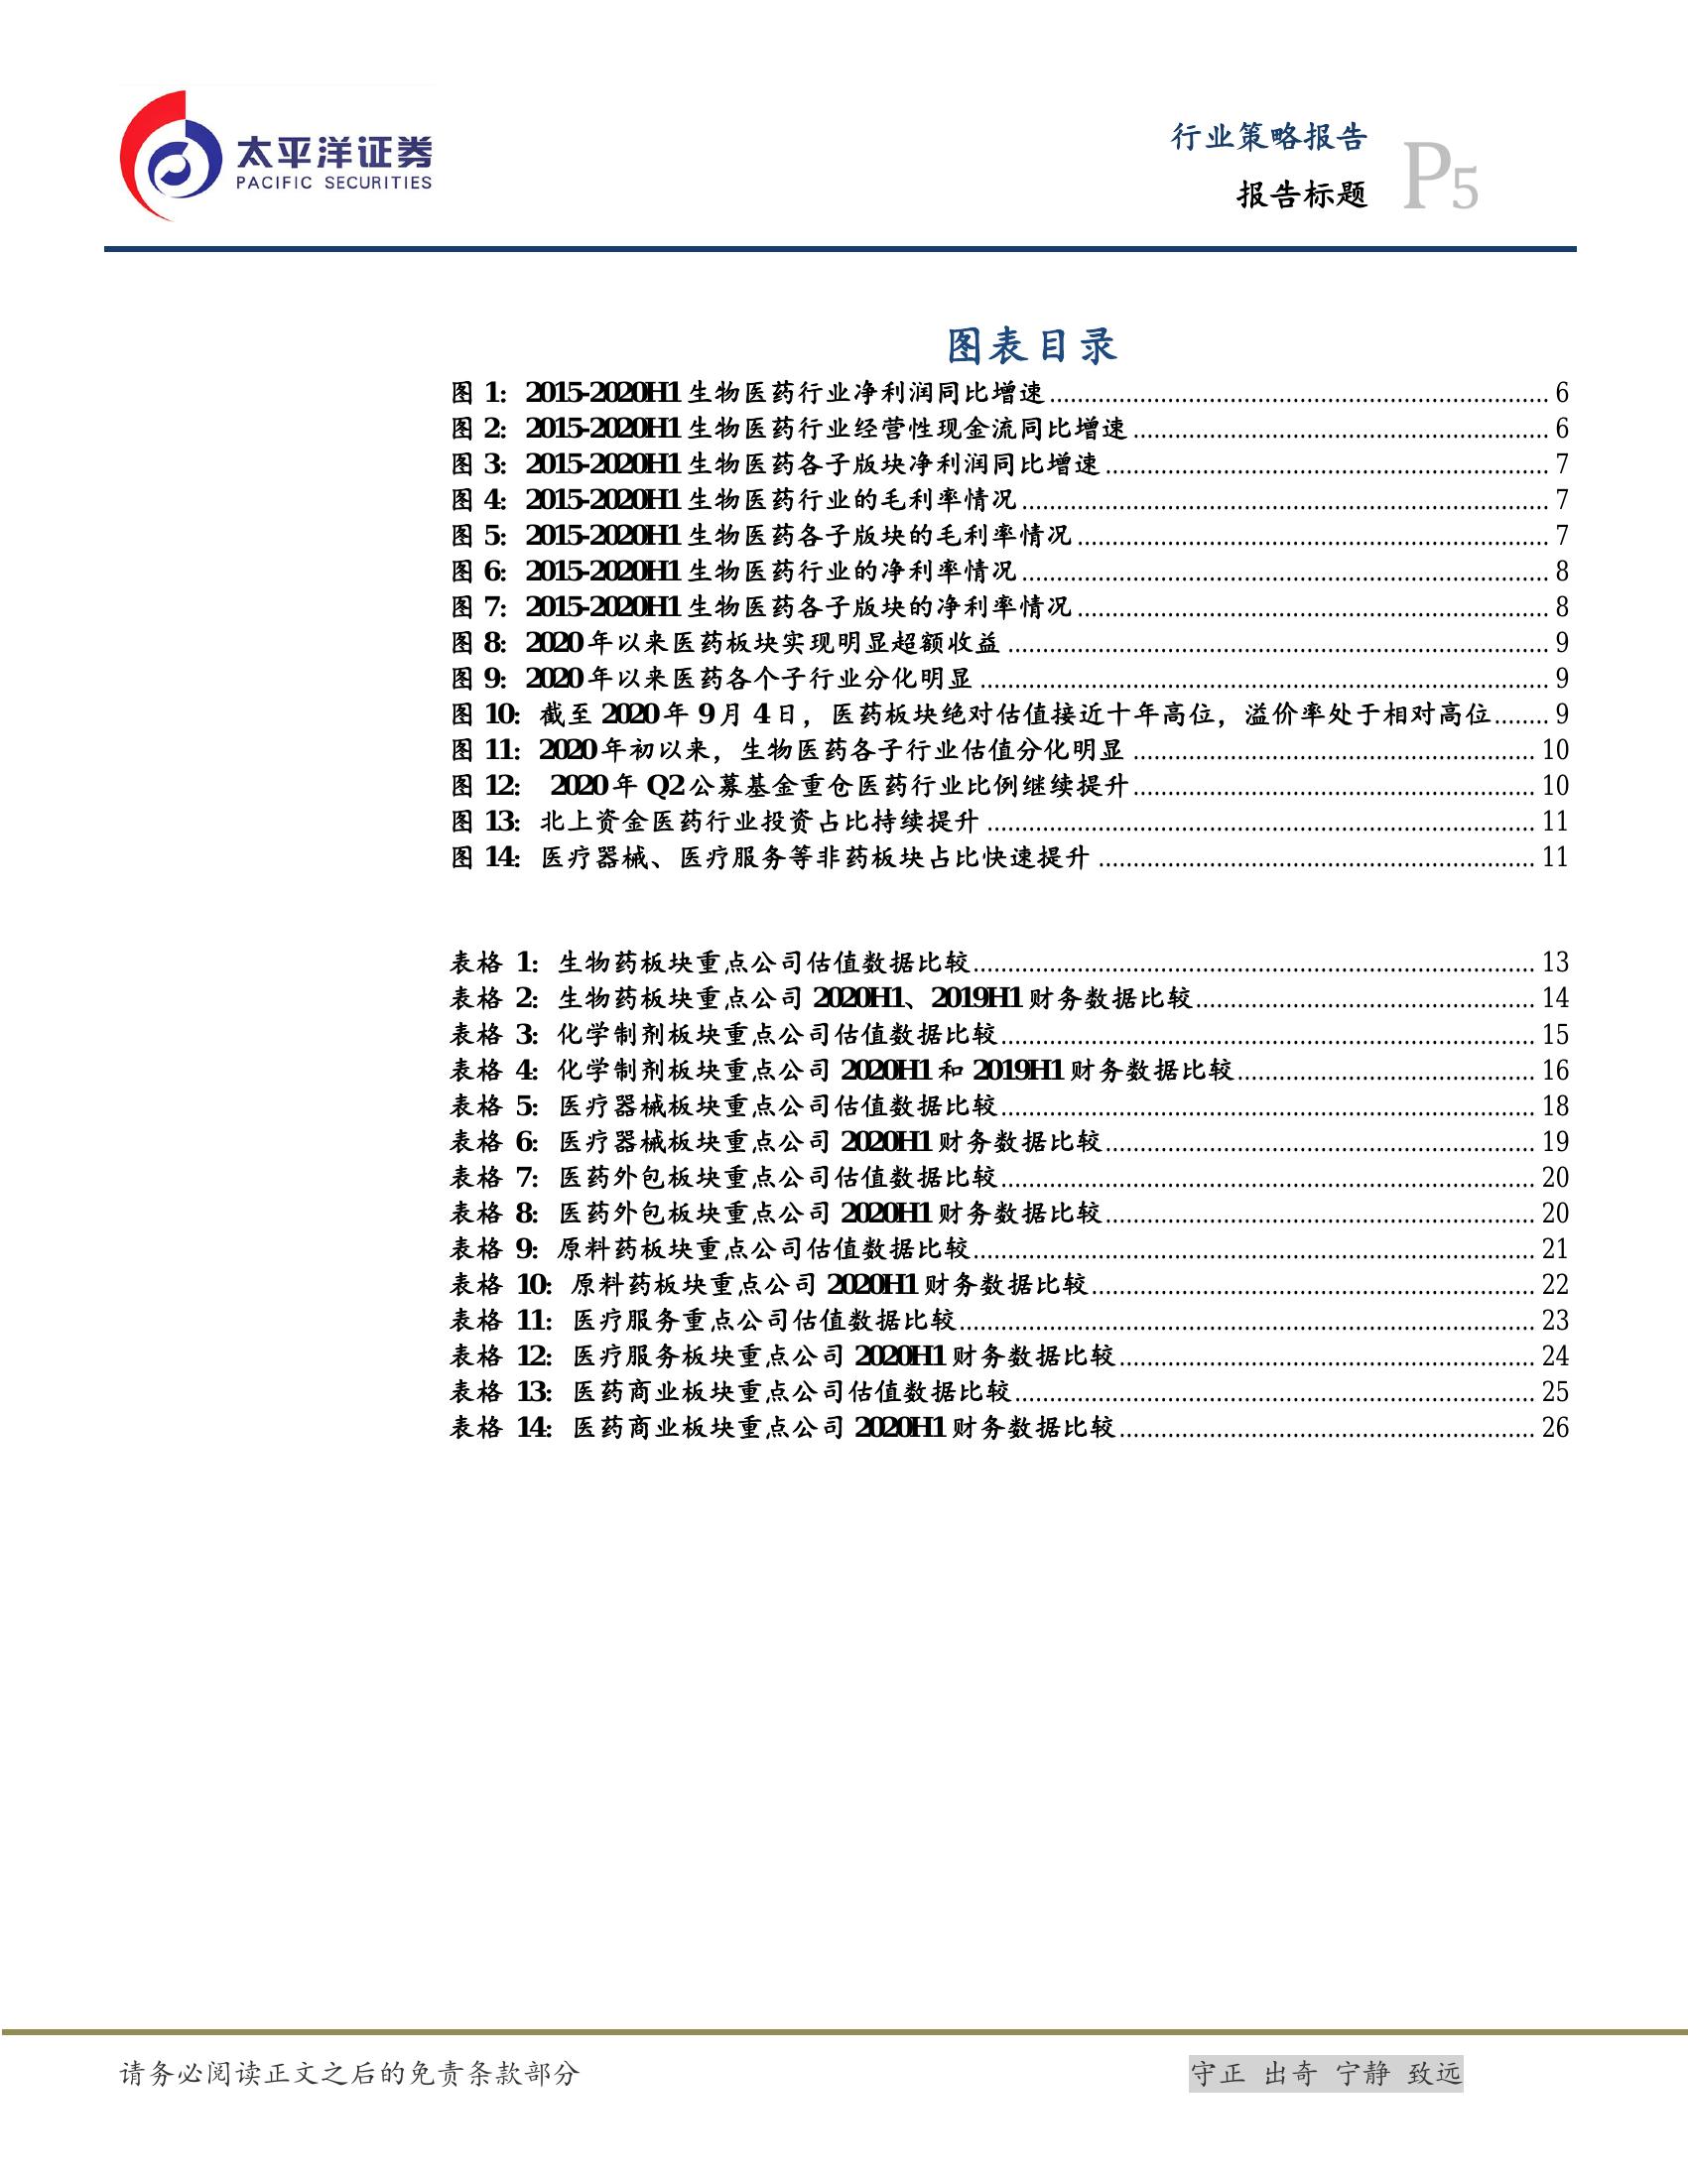 太平洋证券
PACIFIC SECURITIES
行业策略报告
报告标题
P5
图表目录
图 1：2015-2020H1 生物医药行业净利润同比增速........ 6
图 2：2015-2020H1 生物医药行业经营性现金流同比增速........ 6
图 3：2015-2020H1 生物医药各子版块净利润同比增速........ 7
图 4：2015-2020H1 生物医药行业的毛利率情况........ 7
图 5：2015-2020H1 生物医药各子版块的毛利率情况........ 7
图 6：2015-2020H1 生物医药行业的净利率情况........ 8
图 7：2015-2020H1 生物医药各子版块的净利率情况........ 8
图 8：2020 年以来医药板块实现明显超额收益........ 9
图 9：2020 年以来医药各个子行业分化明显........ 9
图 10：截至 2020 年 9 月 4 日，医药板块绝对估值接近十年高位，溢价率处于相对高位........ 9
图 11：2020 年初以来，生物医药各子行业估值分化明显........ 10
图 12： 2020 年 Q2 公募基金重仓医药行业比例继续提升........ 10
图 13：北上资金医药行业投资占比持续提升........ 11
图 14：医疗器械、医疗服务等非药板块占比快速提升........ 11
表格 1：生物药板块重点公司估值数据比较........ 13
表格 2：生物药板块重点公司 2020H1、2019H1 财务数据比较........ 14
表格 3：化学制剂板块重点公司估值数据比较........ 15
表格 4：化学制剂板块重点公司 2020H1 和 2019H1 财务数据比较........ 16
表格 5：医疗器械板块重点公司估值数据比较........ 18
表格 6：医疗器械板块重点公司 2020H1 财务数据比较........ 19
表格 7：医药外包板块重点公司估值数据比较........ 20
表格 8：医药外包板块重点公司 2020H1 财务数据比较........ 20
表格 9：原料药板块重点公司估值数据比较........ 21
表格 10：原料药板块重点公司 2020H1 财务数据比较........ 22
表格 11：医疗服务重点公司估值数据比较........ 23
表格 12：医疗服务板块重点公司 2020H1 财务数据比较........ 24
表格 13：医药商业板块重点公司估值数据比较........ 25
表格 14：医药商业板块重点公司 2020H1 财务数据比较........ 26
请务必阅读正文之后的免责条款部分
守正 出奇 宁静 致远